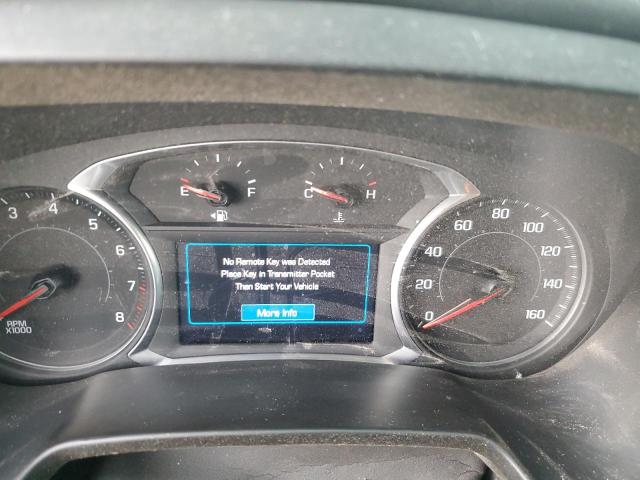 E F
C H
3 4 5 6 7 8
RPM
X1000
No Remote Key was Detected
Place Key in Transmitter Pocket
Then Start Your Vehicle
More Info
0 20 40 60 80 100 120 140 160